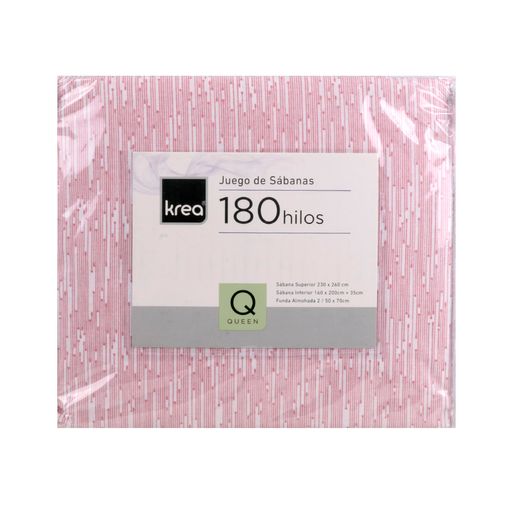 krea
Juego de Sábanas
180 hilos
Q
QUEEN
Sábana Superior 230 x 260 cm
Sábana Inferior 160 x 200cm + 35cm
Funda Almohada 2 / 50 x 70cm